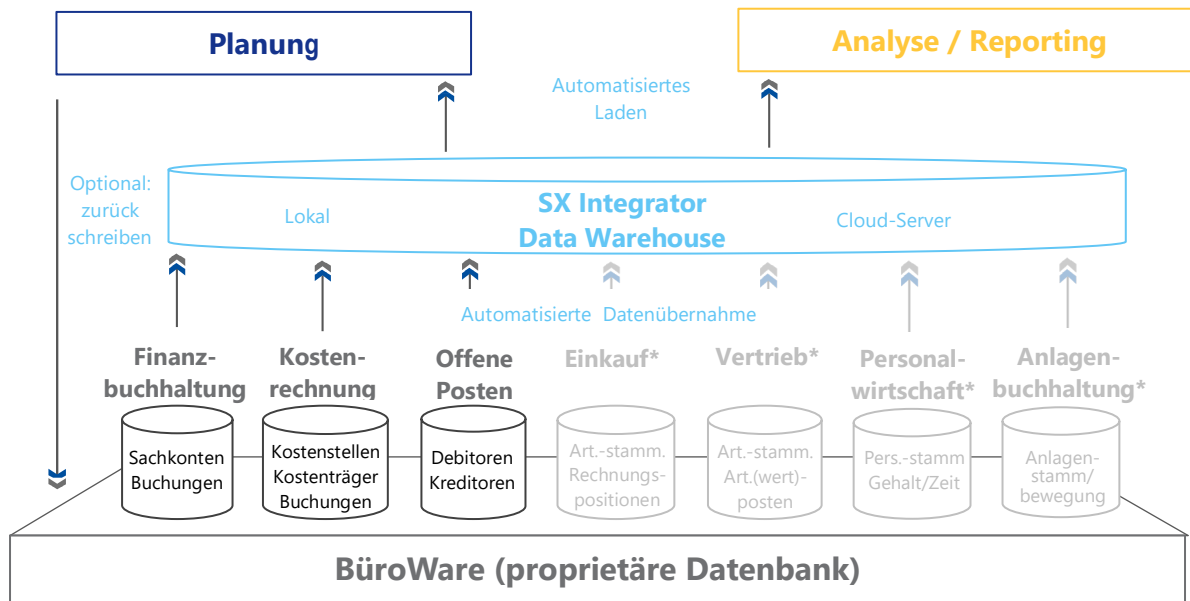 Planung
Analyse / Reporting
Automatisiertes
Laden
Optional:
zurück
schreiben
Lokal
SX Integrator
Data Warehouse
Cloud-Server
Automatisierte Datenübernahme
Finanz-
buchhaltung
Kosten-
rechnung
Offene
Posten
Einkauf*
Vertrieb*
Personal-
wirtschaft*
Anlagen-
buchhaltung*
Sachkonten
Buchungen
Kostenstellen
Kostenträger
Buchungen
Debitoren
Kreditoren
Art.-stamm.
Rechnungs-
positionen
Art.-stamm.
Art.(wert)-
posten
Pers.-stamm
Gehalt/Zeit
Anlagen-
stamm/
bewegung
BüroWare (proprietäre Datenbank)